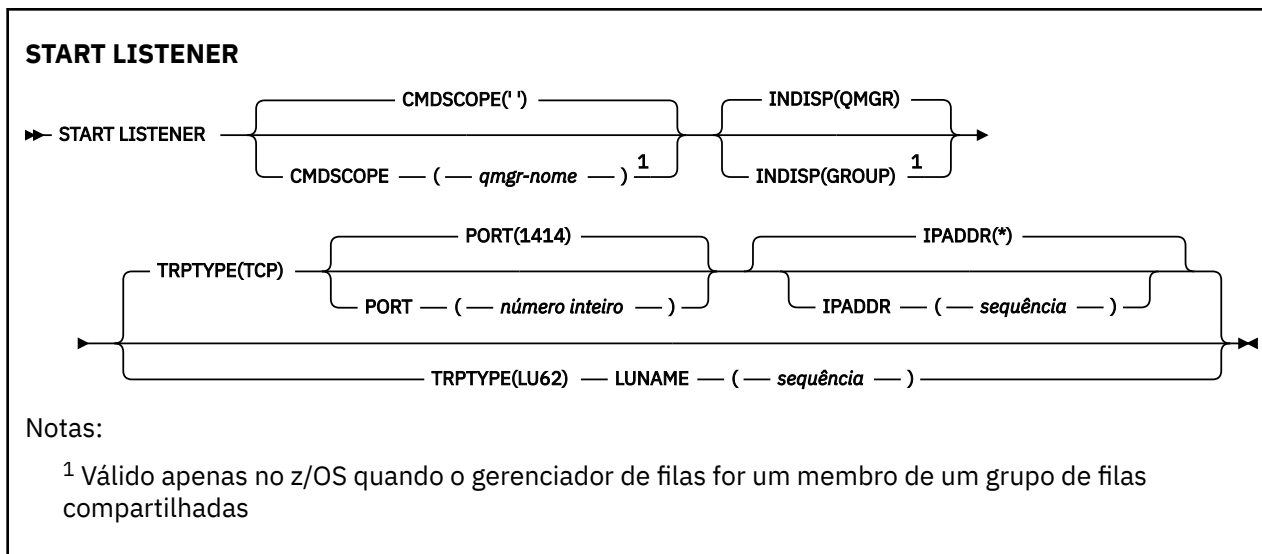 START LISTENER
CMDSCOPE(' ') INDISP(QMGR)
START LISTENER
CMDSCOPE ( qmgr-nome ) 1 INDISP(GROUP) 1
PORT(1414) IPADDR(*)
TRPTYPE(TCP)
PORT ( número inteiro ) IPADDR ( sequência )
TRPTYPE(LU62) LUNAME ( sequência )
Notas:
1 Válido apenas no z/OS quando o gerenciador de filas for um membro de um grupo de filas
compartilhadas